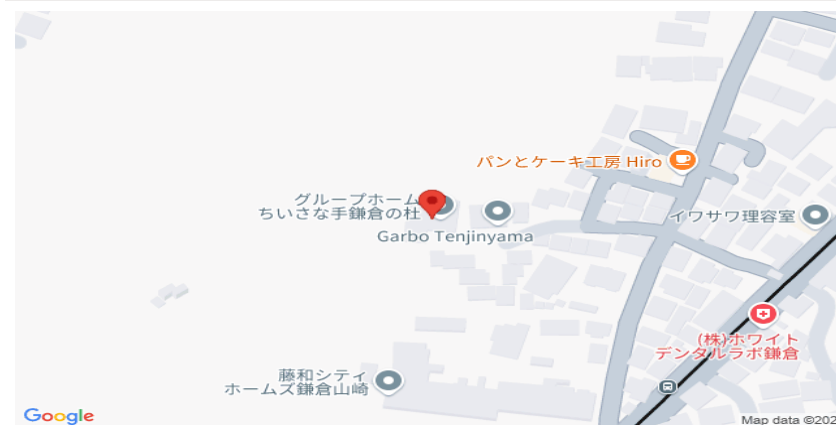 パンとケーキ工房 Hiro
グループホーム
ちいさな手鎌倉の杜
イワサワ理容室
Garbo Tenjinyama
(株)ホワイト
デンタルラボ鎌倉
藤和シティ
ホームズ鎌倉山崎
Google
Map data ©202